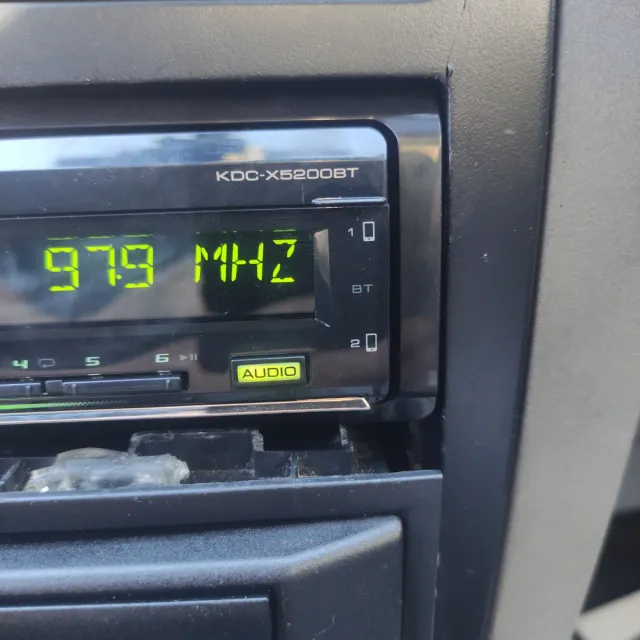 KDC-X5200BT
97.9 MHZ
1
BT
2
4 5 6
AUDIO